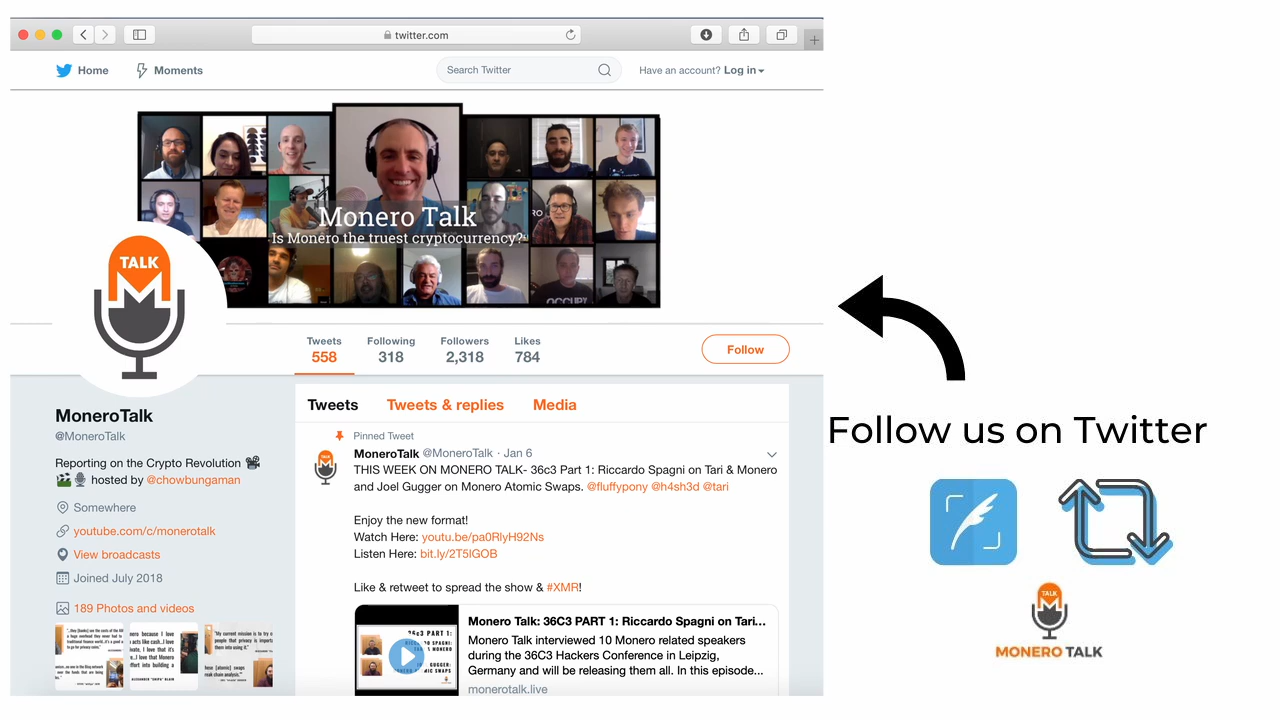 twitter.com
Home
Moments
Search Twitter
Have an account? Log in
Monero Talk
Is Monero the truest cryptocurrency?
OCCUPY
TALK
Tweets
558
Following
318
Followers
2,318
Likes
784
Follow
MoneroTalk
@MoneroTalk
Reporting on the Crypto Revolution
hosted by @chowbungaman
Somewhere
youtube.com/c/monerotalk
View broadcasts
Joined July 2018
189 Photos and videos
Tweets
Tweets & replies
Media
Pinned Tweet
MoneroTalk @MoneroTalk · Jan 6
THIS WEEK ON MONERO TALK- 36c3 Part 1: Riccardo Spagni on Tari & Monero
and Joel Gugger on Monero Atomic Swaps. @fluffypony @h4sh3d @tari
Enjoy the new format!
Watch Here: youtu.be/pa0RlyH92Ns
Listen Here: bit.ly/2T5IGOB
Like & retweet to spread the show & #XMR!
Monero Talk: 36C3 PART 1: Riccardo Spagni on Tari...
Monero Talk interviewed 10 Monero related speakers
during the 36C3 Hackers Conference in Leipzig,
Germany and will be releasing them all. In this episode...
monerotalk.live
Follow us on Twitter
TALK
MONERO TALK